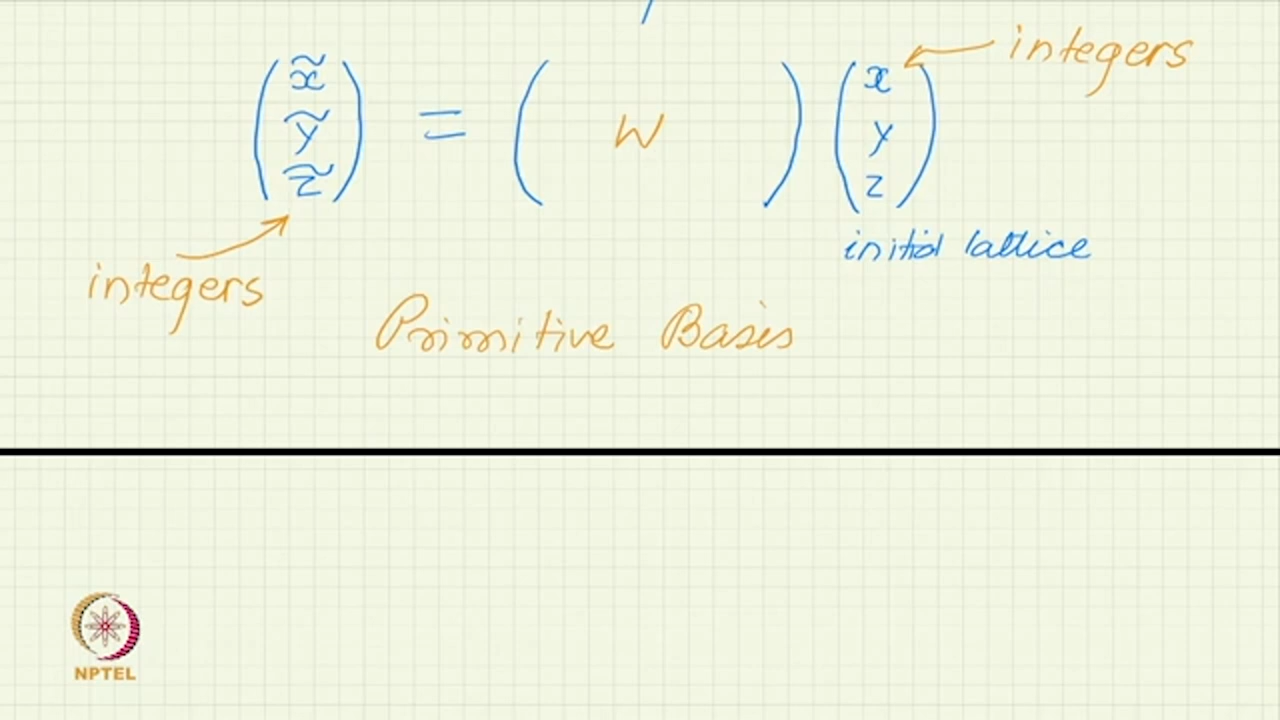 integers
(x̃ ỹ z̃) = ( W ) (x y z)
initial lattice
integers
Primitive Basis
NPTEL